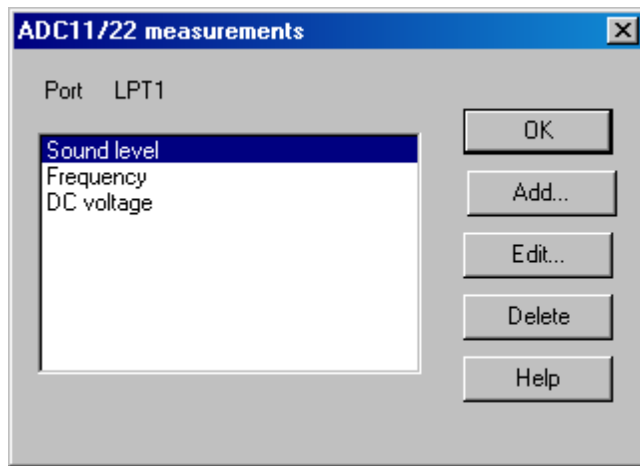 ADC11/22 measurements
Port LPT1
Sound level
Frequency
DC voltage
OK
Add...
Edit...
Delete
Help